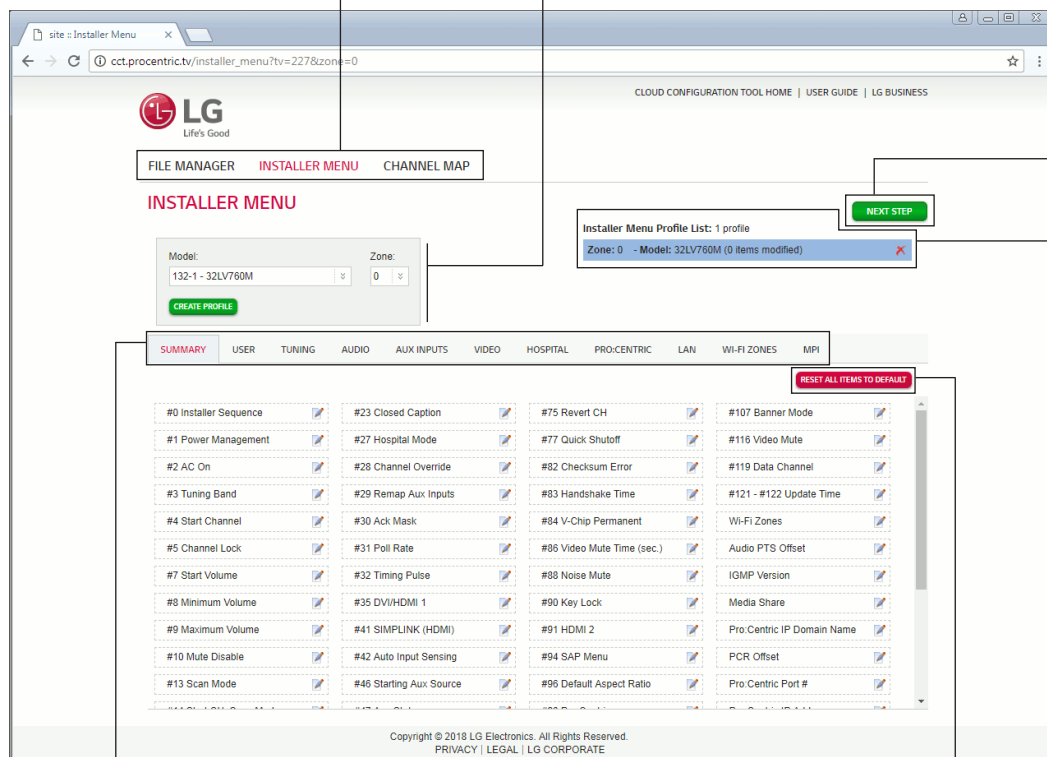 site :: Installer Menu
cct.procentric.tv/installer_menu?tv=227&zone=0
CLOUD CONFIGURATION TOOL HOME | USER GUIDE | LG BUSINESS
LG
Life's Good
FILE MANAGER INSTALLER MENU CHANNEL MAP
INSTALLER MENU
NEXT STEP
Installer Menu Profile List: 1 profile
Zone: 0 - Model: 32LV760M (0 items modified)
Model: Zone:
132-1 - 32LV760M 0
CREATE PROFILE
SUMMARY USER TUNING AUDIO AUX INPUTS VIDEO HOSPITAL PRO:CENTRIC LAN WI-FI ZONES MPI
RESET ALL ITEMS TO DEFAULT
#0 Installer Sequence #23 Closed Caption #75 Revert CH #107 Banner Mode
#1 Power Management #27 Hospital Mode #77 Quick Shutoff #116 Video Mute
#2 AC On #28 Channel Override #82 Checksum Error #119 Data Channel
#3 Tuning Band #29 Remap Aux Inputs #83 Handshake Time #121 - #122 Update Time
#4 Start Channel #30 Ack Mask #84 V-Chip Permanent Wi-Fi Zones
#5 Channel Lock #31 Poll Rate #86 Video Mute Time (sec.) Audio PTS Offset
#7 Start Volume #32 Timing Pulse #88 Noise Mute IGMP Version
#8 Minimum Volume #35 DVI/HDMI 1 #90 Key Lock Media Share
#9 Maximum Volume #41 SIMPLINK (HDMI) #91 HDMI 2 Pro:Centric IP Domain Name
#10 Mute Disable #42 Auto Input Sensing #94 SAP Menu PCR Offset
#13 Scan Mode #46 Starting Aux Source #96 Default Aspect Ratio Pro:Centric Port #
Copyright © 2018 LG Electronics. All Rights Reserved.
PRIVACY | LEGAL | LG CORPORATE